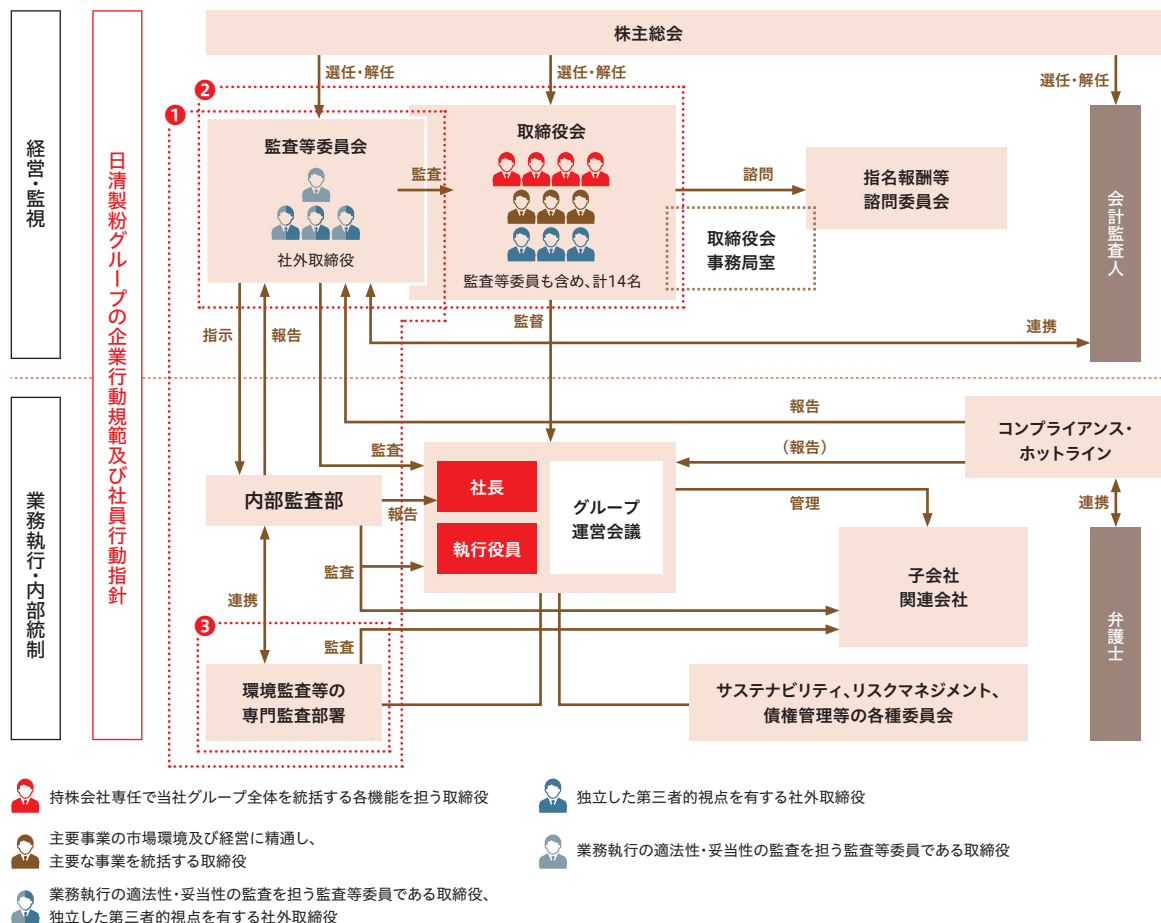 株主総会
選任・解任
選任・解任
選任・解任
経営・監視
日清製粉グループの企業行動規範及び社員行動指針
1
2
監査等委員会
社外取締役
監査
取締役会
監査等委員も含め、計14名
諮問
指名報酬等
諮問委員会
取締役会
事務局室
会計監査人
指示
報告
監督
連携
業務執行・内部統制
報告
コンプライアンス・
ホットライン
(報告)
監査
内部監査部
報告
社長
執行役員
グループ
運営会議
管理
連携
監査
子会社
関連会社
弁護士
連携
3
監査
環境監査等の
専門監査部署
サステナビリティ、リスクマネジメント、
債権管理等の各種委員会
持株会社専任で当社グループ全体を統括する各機能を担う取締役
独立した第三者的視点を有する社外取締役
主要事業の市場環境及び経営に精通し、
主要な事業を統括する取締役
業務執行の適法性・妥当性の監査を担う監査等委員である取締役
業務執行の適法性・妥当性の監査を担う監査等委員である取締役、
独立した第三者的視点を有する社外取締役